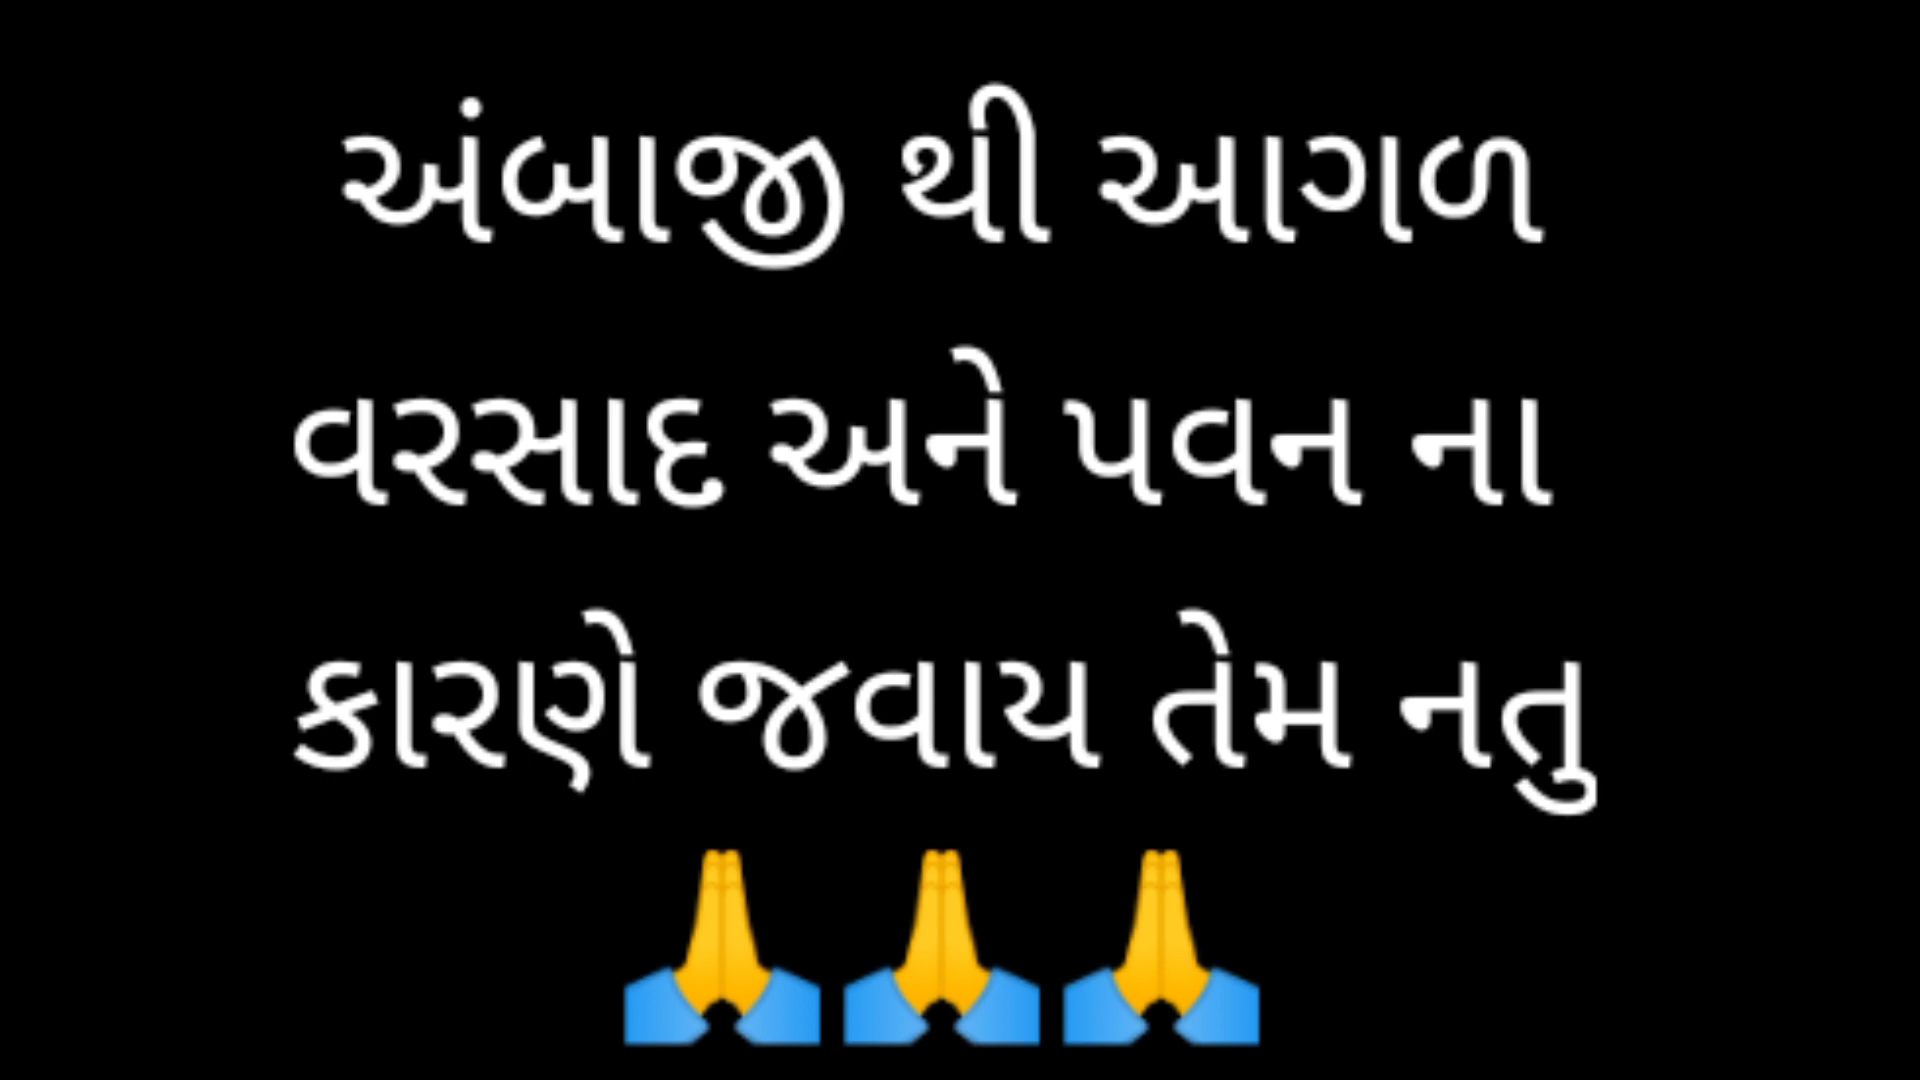 અંબાજી થી આગળ
વરસાદ અને પવન ના
કારણે જવાય તેમ નતુ
🙏🙏🙏